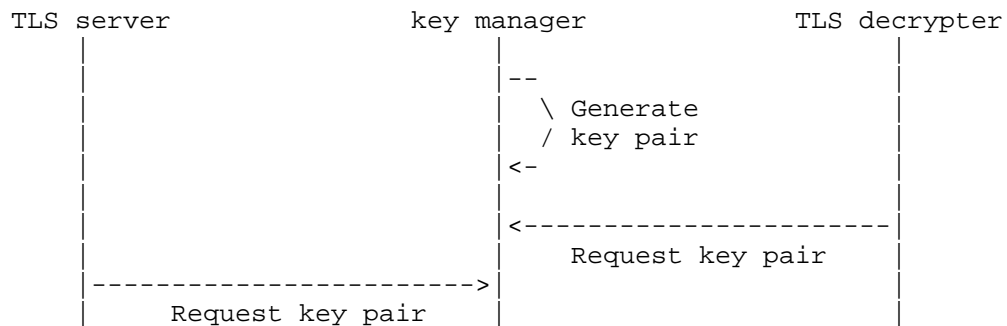 TLS server key manager TLS decrypter
Generate
key pair
Request key pair
Request key pair